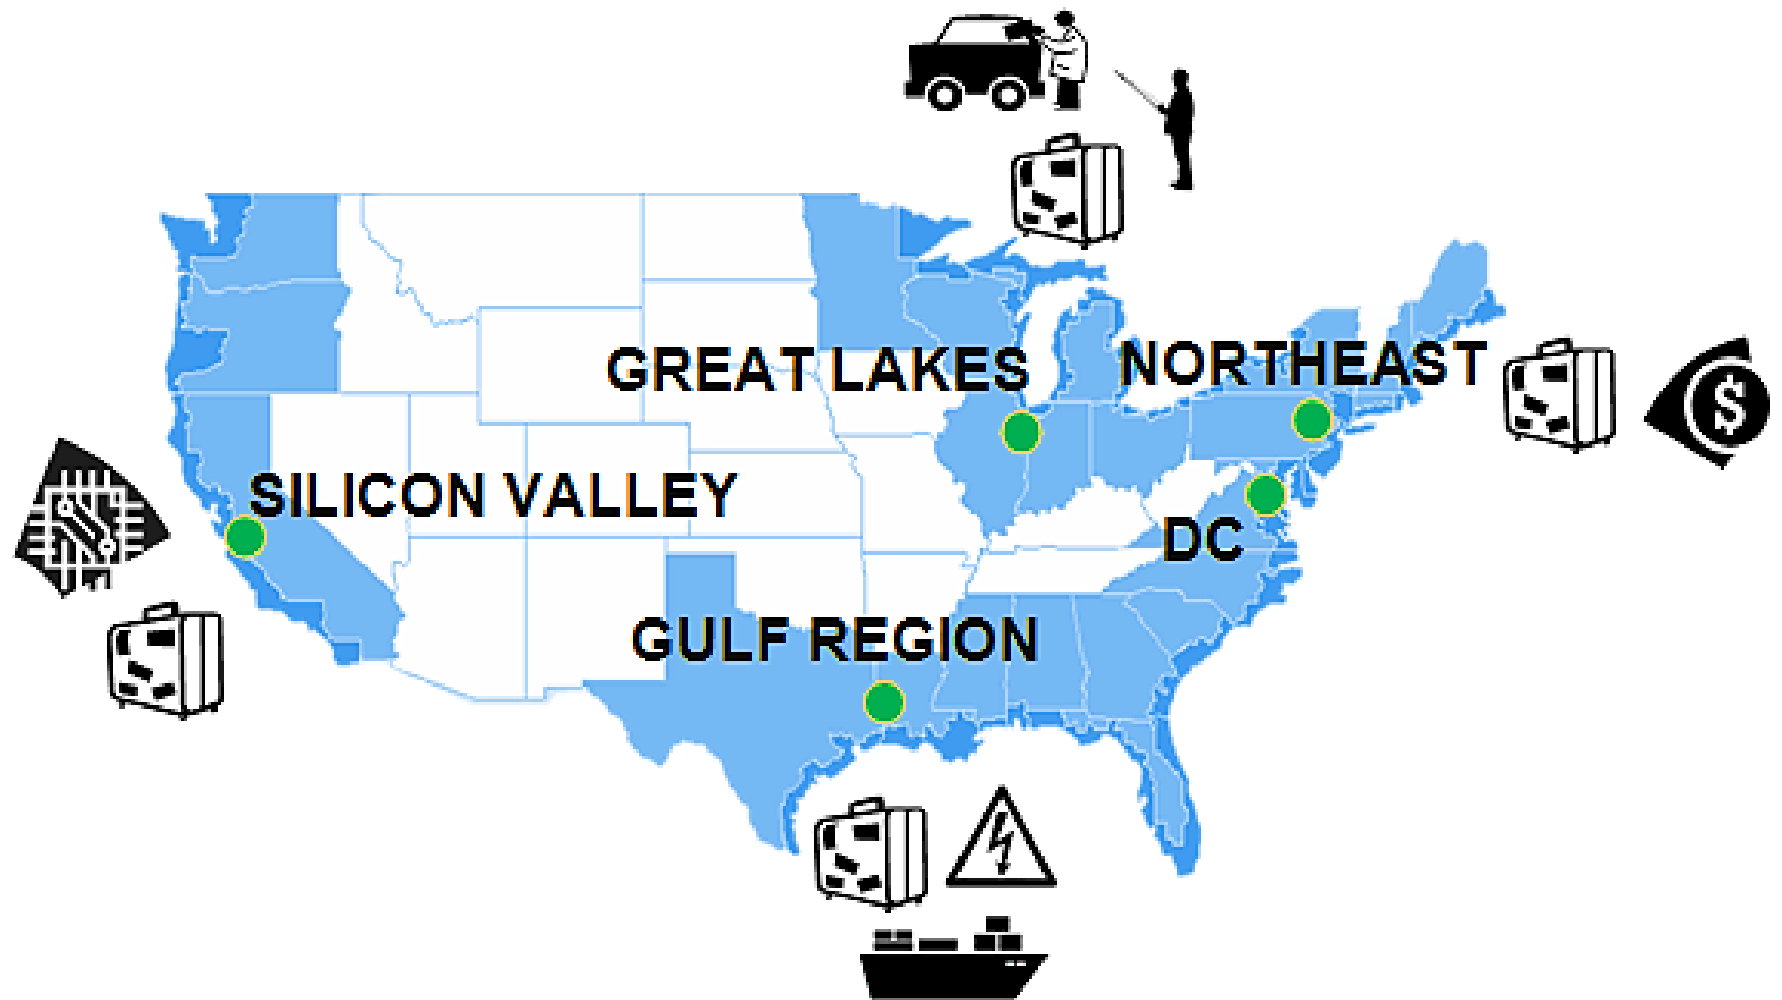 GREAT LAKES
NORTHEAST
$
SILICON VALLEY
DC
GULF REGION